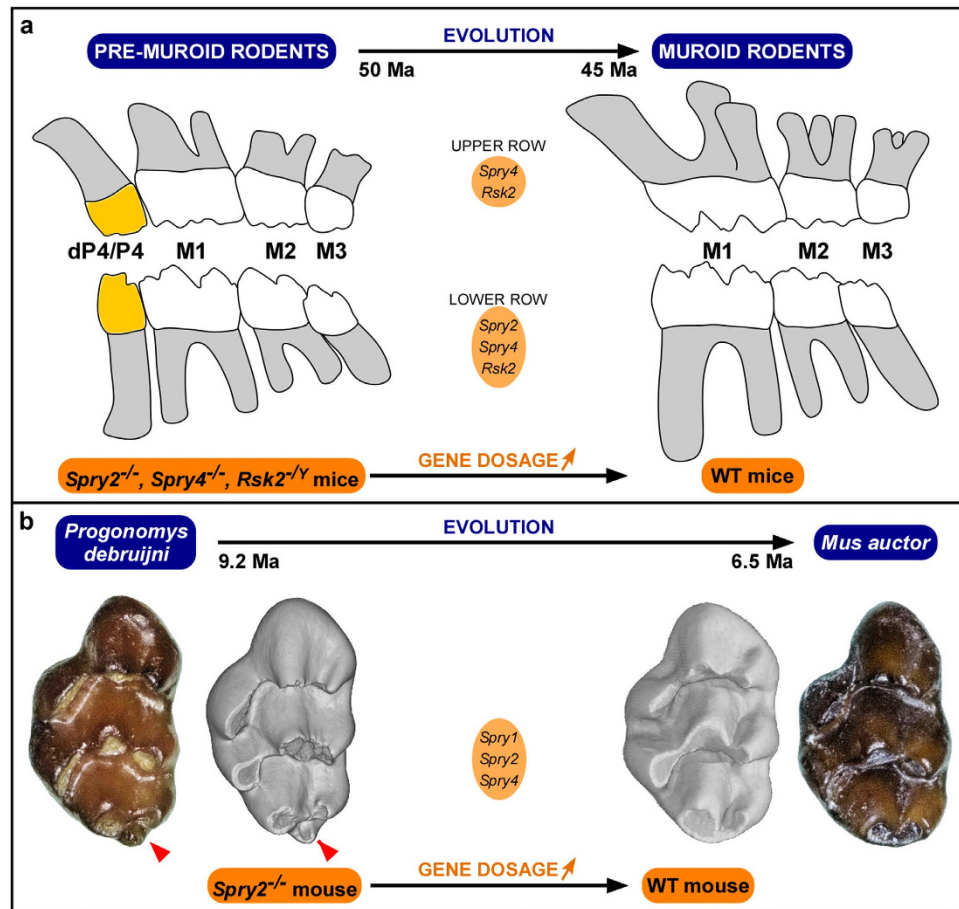 a
PRE-MUROID RODENTS
EVOLUTION
MUROID RODENTS
50 Ma
45 Ma
UPPER ROW
Spry4
Rsk2
dP4/P4 M1 M2 M3
M1 M2 M3
LOWER ROW
Spry2
Spry4
Rsk2
Spry2-/-, Spry4-/-, Rsk2-/Y mice
GENE DOSAGE ↗
WT mice
b
Progonomys
debruijni
EVOLUTION
Mus auctor
9.2 Ma
6.5 Ma
Spry1
Spry2
Spry4
Spry2-/- mouse
GENE DOSAGE ↗
WT mouse